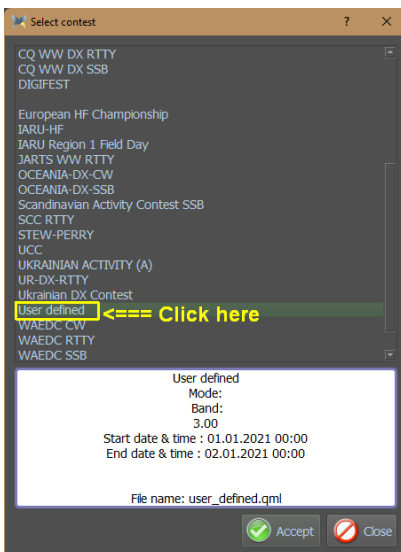 Select contest ? ×
CQ WW DX RTTY
CQ WW DX SSB
DIGIFEST
European HF Championship
IARU-HF
IARU Region 1 Field Day
JARTS WW RTTY
OCEANIA-DX-CW
OCEANIA-DX-SSB
Scandinavian Activity Contest SSB
SCC RTTY
STEW-PERRY
UCC
UKRAINIAN ACTIVITY (A)
UR-DX-RTTY
Ukrainian DX Contest
User defined <=== Click here
WAEDC CW
WAEDC RTTY
WAEDC SSB
User defined
Mode:
Band:
3.00
Start date & time : 01.01.2021 00:00
End date & time : 02.01.2021 00:00
File name: user_defined.qml
Accept Close